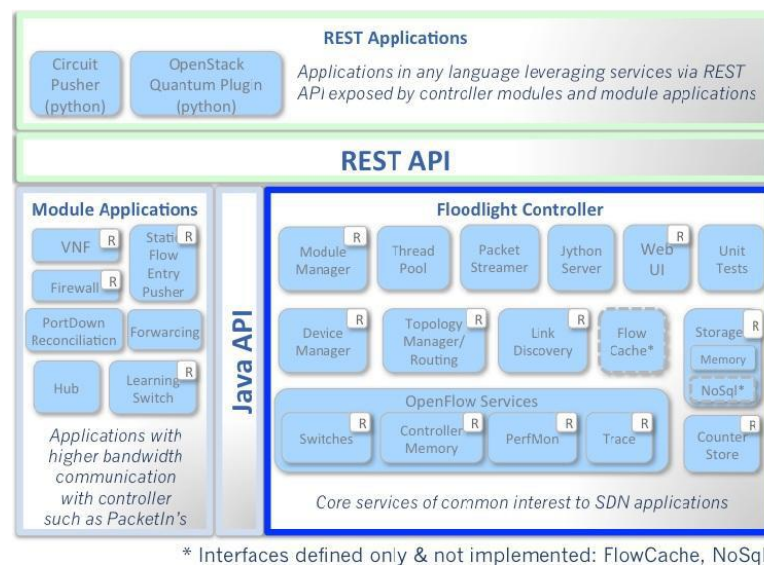 REST Applications
Circuit
Pusher
(python)
OpenStack
Quantum Plugin
(python)
Applications in any language leveraging services via REST
API exposed by controller modules and module applications
REST API
Module Applications
VNF
R
Static
R
Flow
Entry
Pusher
Firewall
R
PortDown
Reconciliation
Forwarcing
Hub
Learning
Switch
R
Applications with
higher bandwidth
communication
with controller
such as PacketIn's
Java API
Floodlight Controller
Module
Manager
R
Thread
Pool
Packet
Streamer
Jython
Server
Web
UI
R
Unit
Tests
Device
Manager
R
Topology
Manager/
Routing
R
Link
Discovery
R
Flow
Cache*
R
Storage
R
Memory
NoSql*
OpenFlow Services
Switches
R
Controller
Memory
R
PerfMon
R
Trace
R
Counter
Store
R
Core services of common interest to SDN applications
* Interfaces defined only & not implemented: FlowCache, NoSql